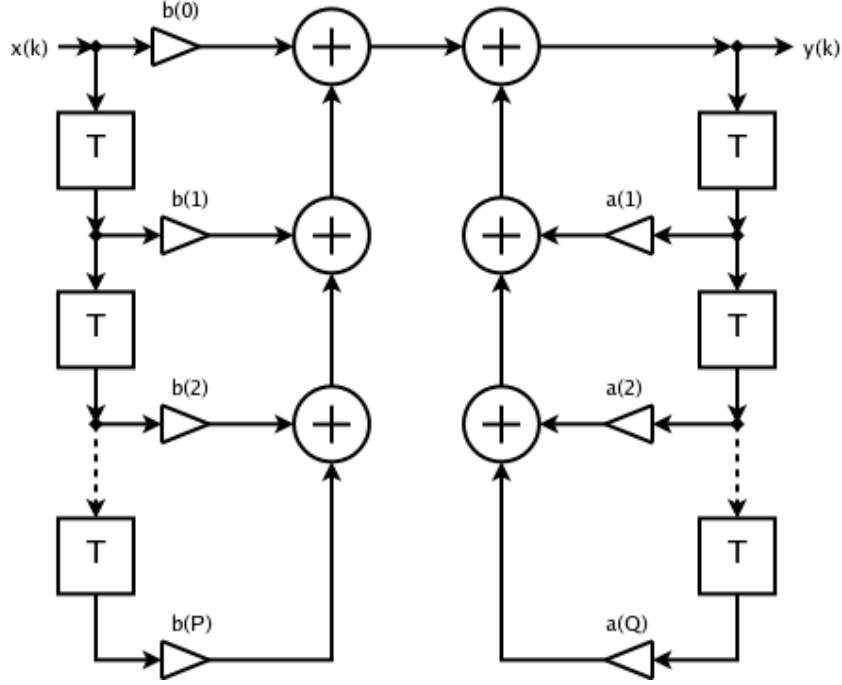 b(0)
x(k) y(k)
T T
b(1) a(1)
T T
b(2) a(2)
T T
b(P) a(Q)